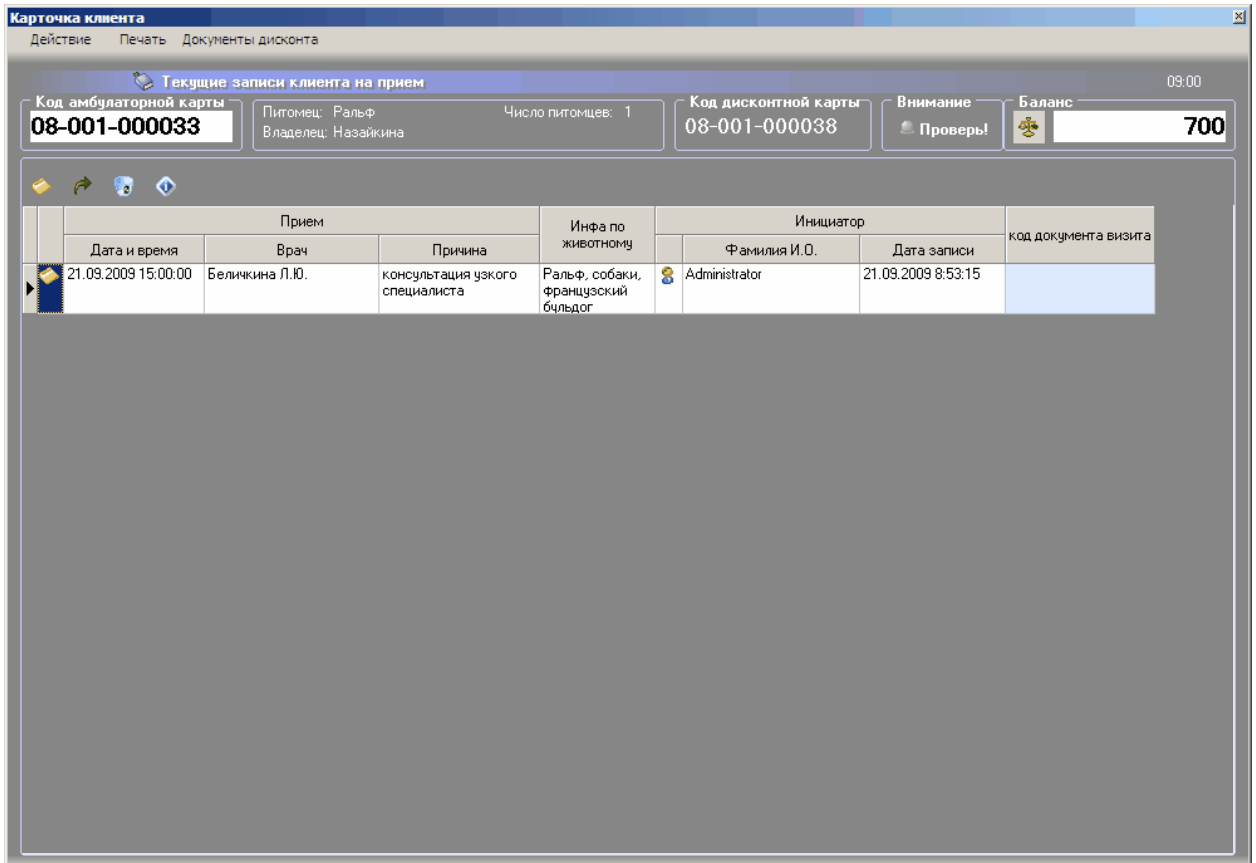 Карточка клиента
Действие Печать Документы дисконта
Текущие записи клиента на прием 09:00
Код амбулаторной карты Код дисконтной карты Внимание Баланс
Питомец: Ральф Число питомцев: 1
08-001-000033 08-001-000038 Проверь! 700
Владелец: Назайкина
Прием Инфа по животному Инициатор код документа визита
Дата и время Врач Причина Фамилия И.О. Дата записи
21.09.2009 15:00:00 Беличкина Л.Ю. консультация узкого Ральф, собаки, Administrator 21.09.2009 8:53:15
специалиста французский
бульдог